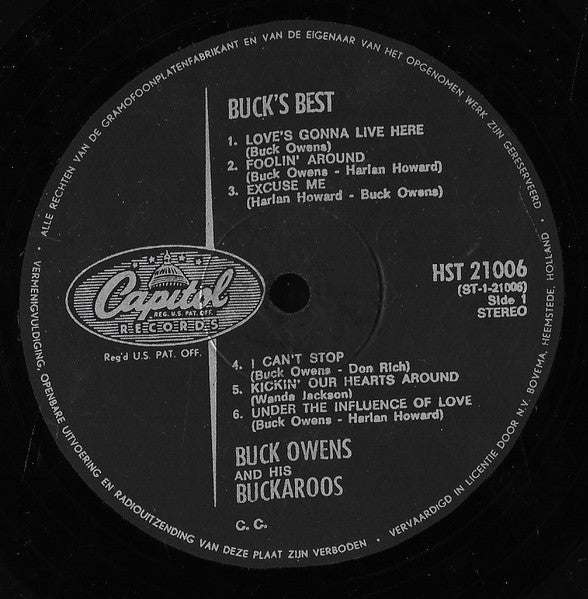 BUCK'S BEST
1. LOVE'S GONNA LIVE HERE
(Buck Owens)
2. FOOLIN' AROUND
(Buck Owens - Harlan Howard)
3. EXCUSE ME
(Harlan Howard - Buck Owens)
Capitol
REG. U.S. PAT. OFF.
RECORDS
Reg'd U.S. PAT. OFF.
HST 21006
(ST-1-21006)
Side 1
STEREO
4. I CAN'T STOP
(Buck Owens - Don Rich)
5. KICKIN' OUR HEARTS AROUND
(Wanda Jackson)
6. UNDER THE INFLUENCE OF LOVE
(Buck Owens - Harlan Howard)
BUCK OWENS
AND HIS
BUCKAROOS
C. C.
• ALLE RECHTEN VAN DE GRAMOFOONPLATENFABRIKANT EN VAN DE EIGENAAR VAN HET OPGENOMEN WERK ZIJN GERESERVEERD •
VERMENIGVULDIGING, OPENBARE UITVOERING EN RADIOUITZENDING VAN DEZE PLAAT ZIJN VERBODEN •
VERVAARDIGD IN LICENTIE DOOR N.V. BOVEMA, HEEMSTEDE, HOLLAND